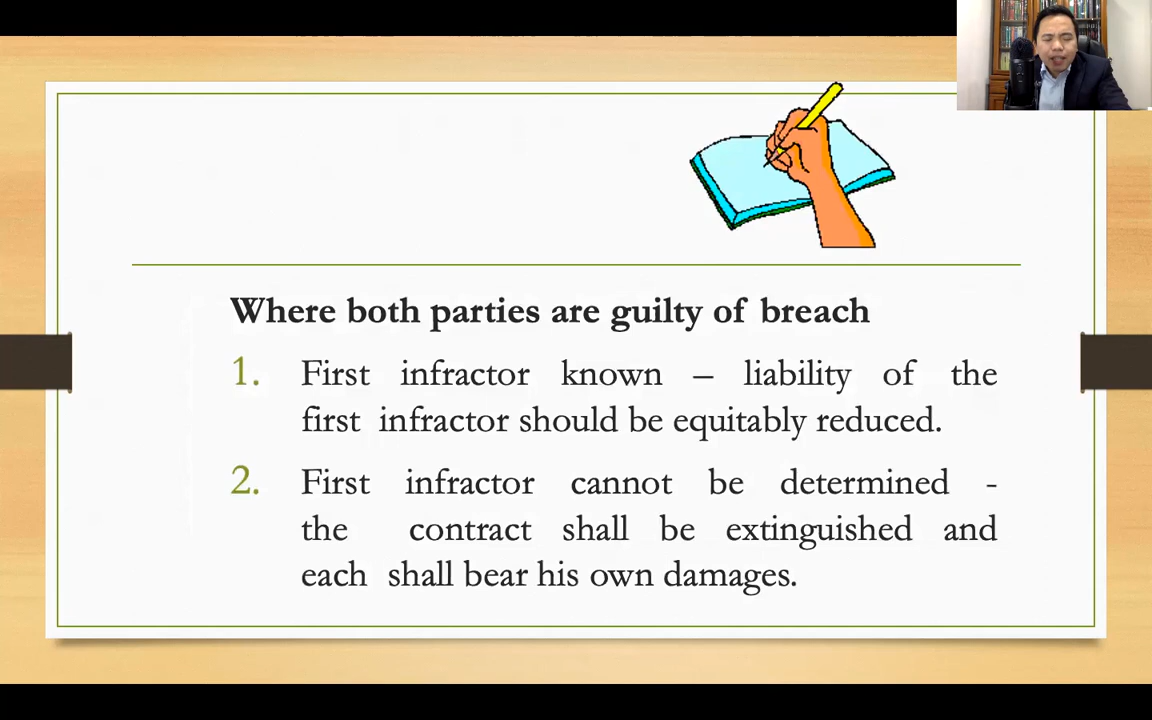 Where both parties are guilty of breach
1. First infractor known – liability of the
first infractor should be equitably reduced.
2. First infractor cannot be determined -
the contract shall be extinguished and
each shall bear his own damages.